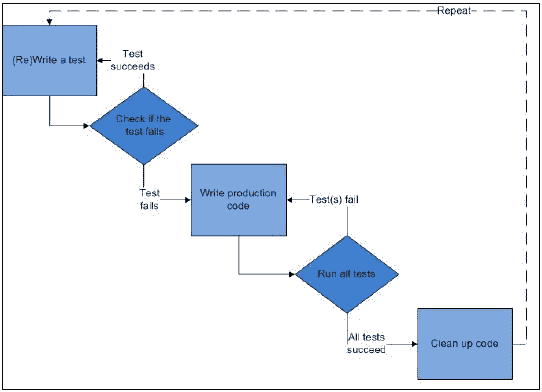 Repeat
(Re)Write a test
Test
succeeds
Check if the
test fails
Test
fails
Write production
code
Test(s) fail
Run all tests
All tests
succeed
Clean up code